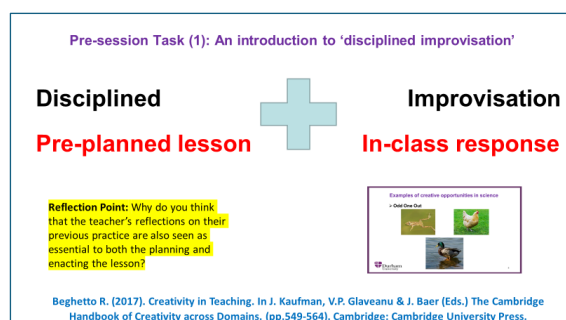 Pre-session Task (1): An introduction to ‘disciplined improvisation’
Disciplined
Improvisation
Pre-planned lesson
In-class response
Reflection Point: Why do you think
that the teacher’s reflections on their
previous practice are also seen as
essential to both the planning and
enacting the lesson?
Examples of creative opportunities in science
Odd One Out
Durham
Beghetto R. (2017). Creativity in Teaching. In J. Kaufman, V.P. Glaveanu & J. Baer (Eds.) The Cambridge
Handbook of Creativity across Domains. (pp.549-564). Cambridge: Cambridge University Press.